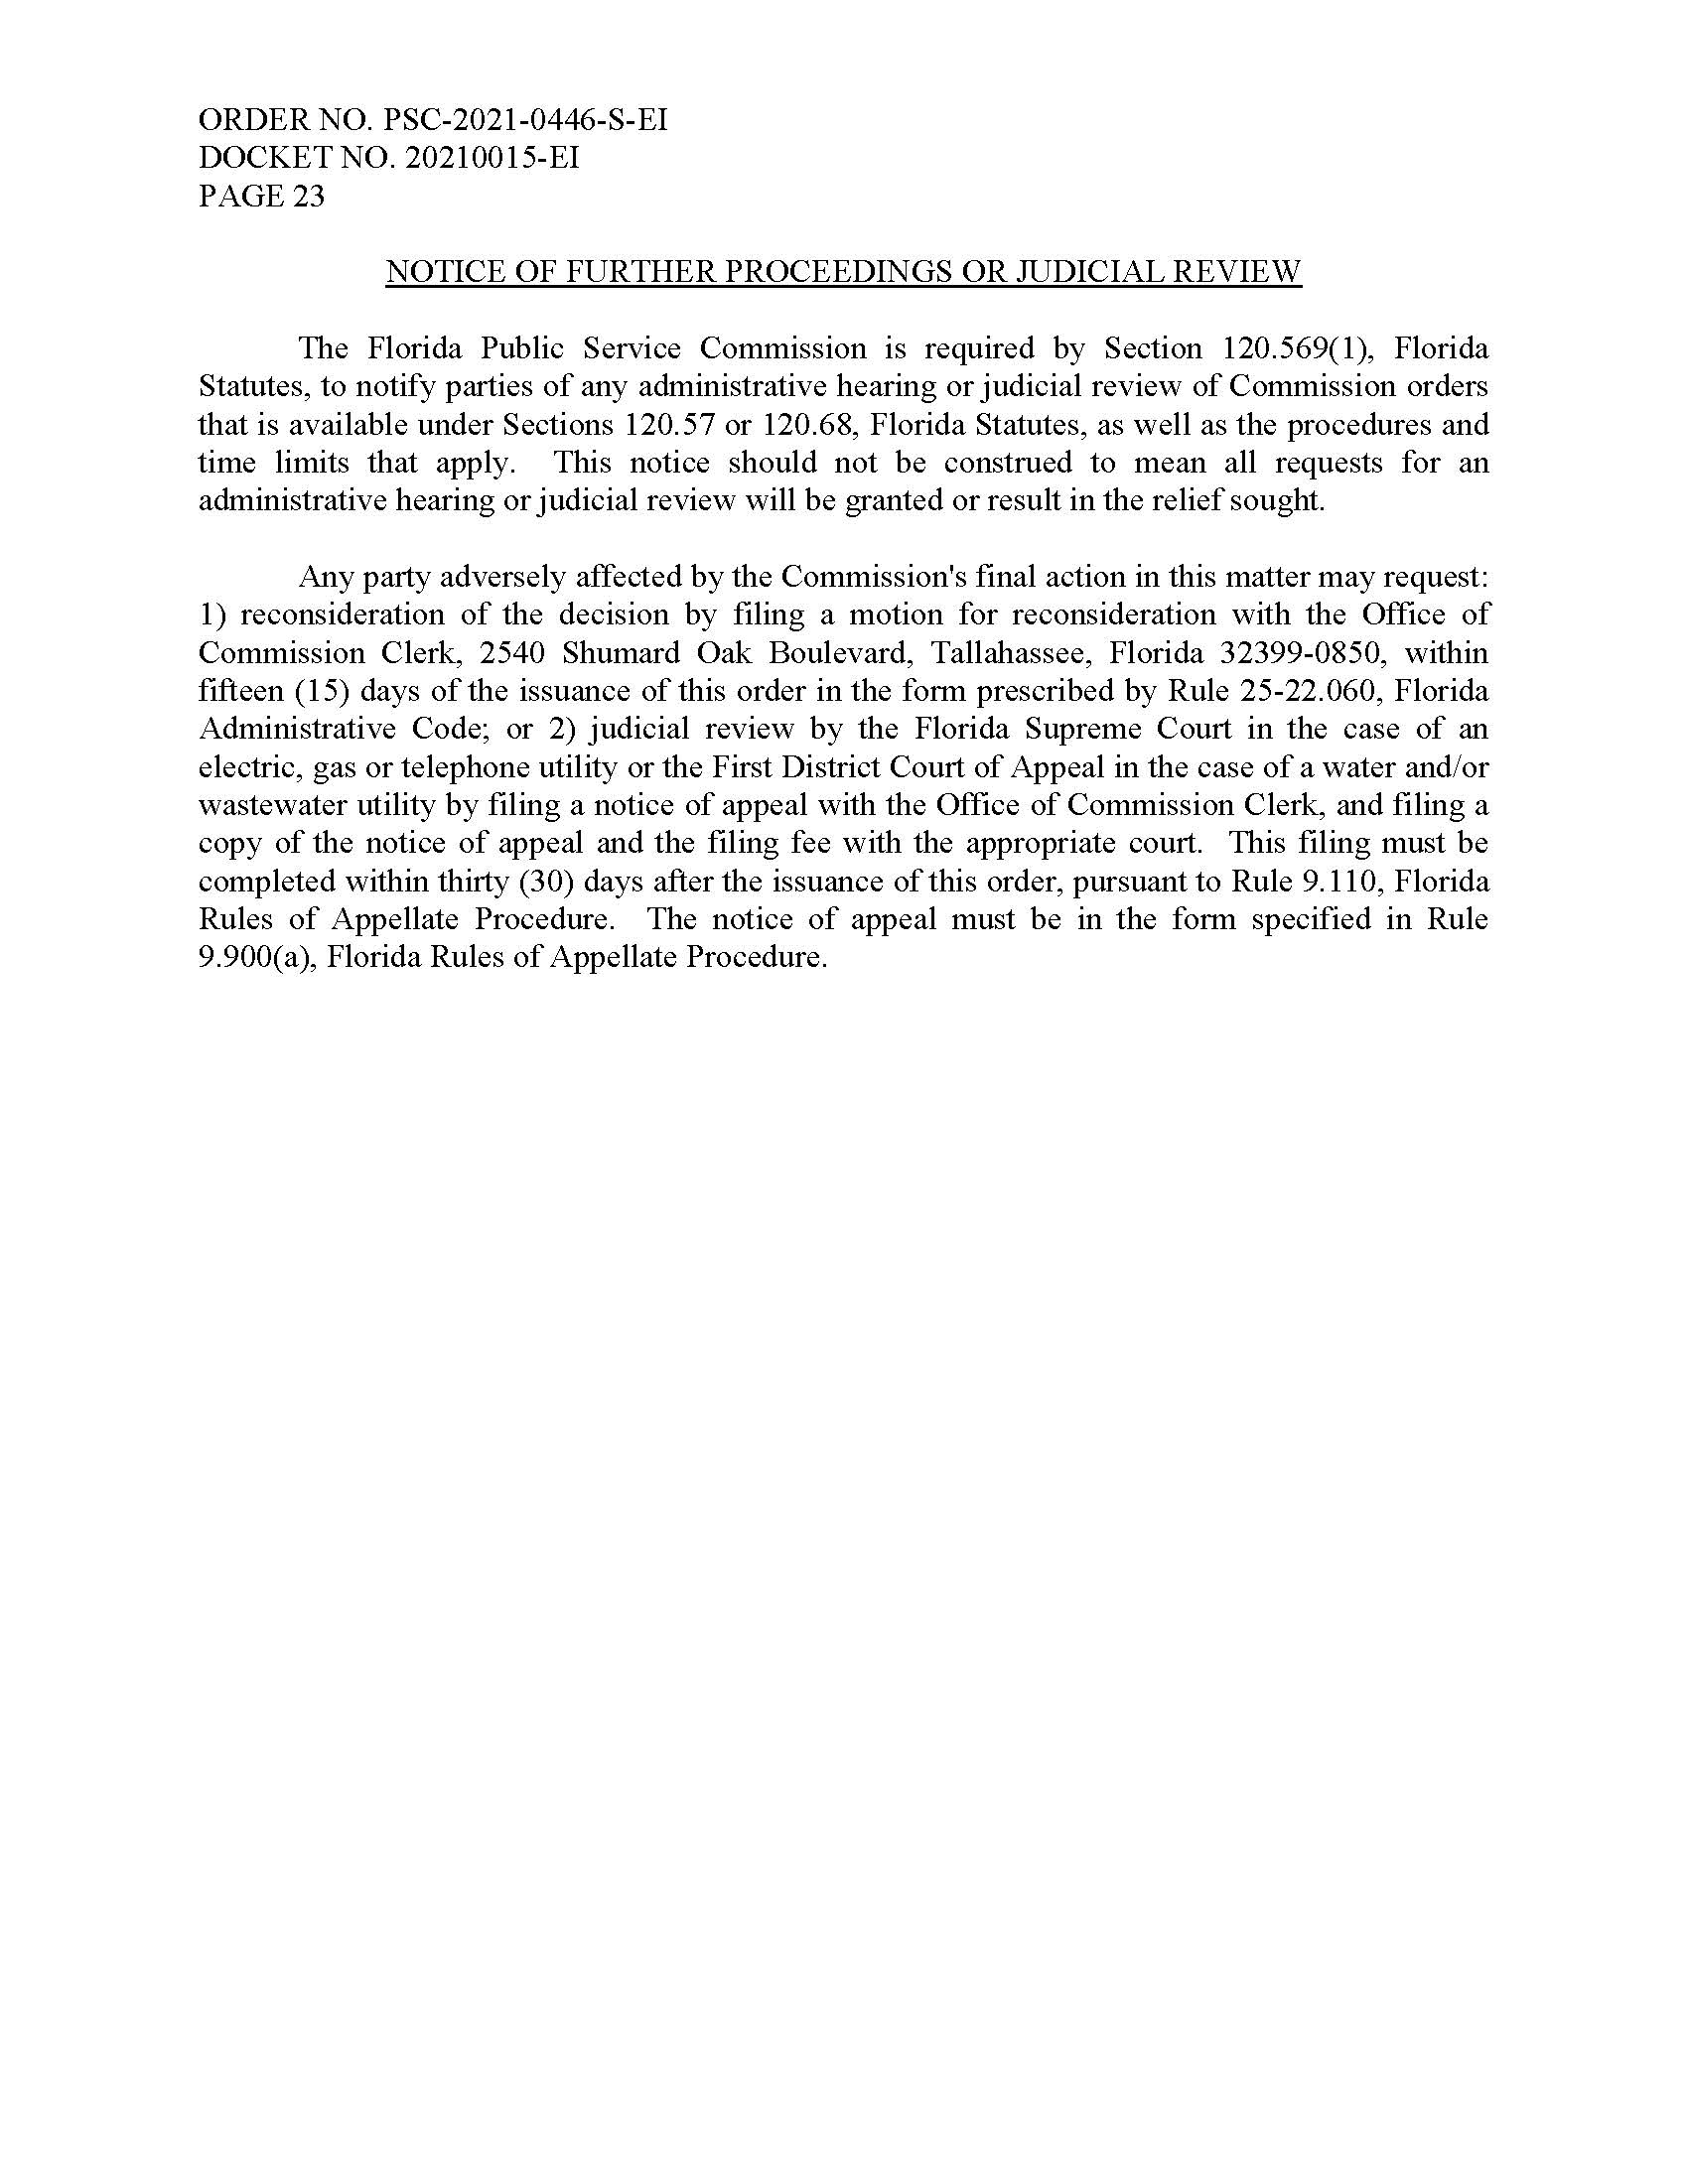 ORDER NO. PSC-2021-0446-S-EI
DOCKET NO. 20210015-EI
PAGE 23
NOTICE OF FURTHER PROCEEDINGS OR JUDICIAL REVIEW
The Florida Public Service Commission is required by Section 120.569(1), Florida
Statutes, to notify parties of any administrative hearing or judicial review of Commission orders
that is available under Sections 120.57 or 120.68, Florida Statutes, as well as the procedures and
time limits that apply. This notice should not be construed to mean all requests for an
administrative hearing or judicial review will be granted or result in the relief sought.
Any party adversely affected by the Commission's final action in this matter may request:
1) reconsideration of the decision by filing a motion for reconsideration with the Office of
Commission Clerk, 2540 Shumard Oak Boulevard, Tallahassee, Florida 32399-0850, within
fifteen (15) days of the issuance of this order in the form prescribed by Rule 25-22.060, Florida
Administrative Code; or 2) judicial review by the Florida Supreme Court in the case of an
electric, gas or telephone utility or the First District Court of Appeal in the case of a water and/or
wastewater utility by filing a notice of appeal with the Office of Commission Clerk, and filing a
copy of the notice of appeal and the filing fee with the appropriate court. This filing must be
completed within thirty (30) days after the issuance of this order, pursuant to Rule 9.110, Florida
Rules of Appellate Procedure. The notice of appeal must be in the form specified in Rule
9.900(a), Florida Rules of Appellate Procedure.